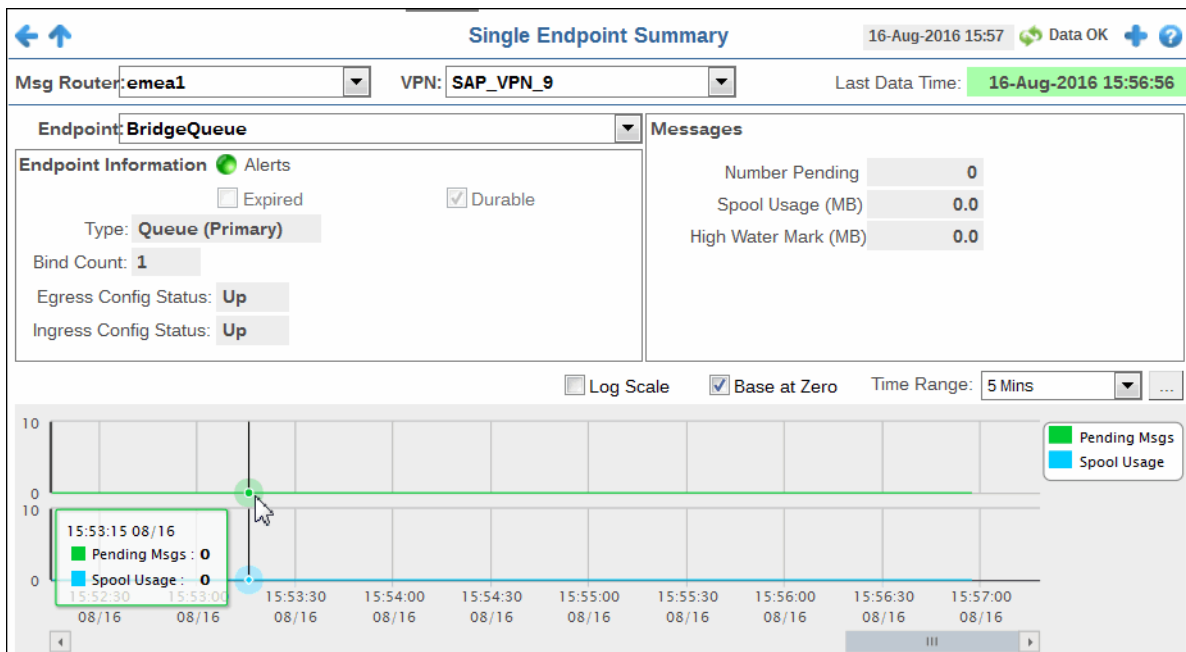 Single Endpoint Summary 16-Aug-2016 15:57 Data OK
Msg Router: emea1 VPN: SAP_VPN_9 Last Data Time: 16-Aug-2016 15:56:56
Endpoint: BridgeQueue
Endpoint Information Alerts
Expired Durable
Type: Queue (Primary)
Bind Count: 1
Egress Config Status: Up
Ingress Config Status: Up
Messages
Number Pending 0
Spool Usage (MB) 0.0
High Water Mark (MB) 0.0
Log Scale Base at Zero Time Range: 5 Mins ...
10
0
10
0
Pending Msgs
Spool Usage
15:53:15 08/16
Pending Msgs : 0
Spool Usage : 0
15:52:30 15:53:00 15:53:30 15:54:00 15:54:30 15:55:00 15:55:30 15:56:00 15:56:30 15:57:00
08/16 08/16 08/16 08/16 08/16 08/16 08/16 08/16 08/16 08/16